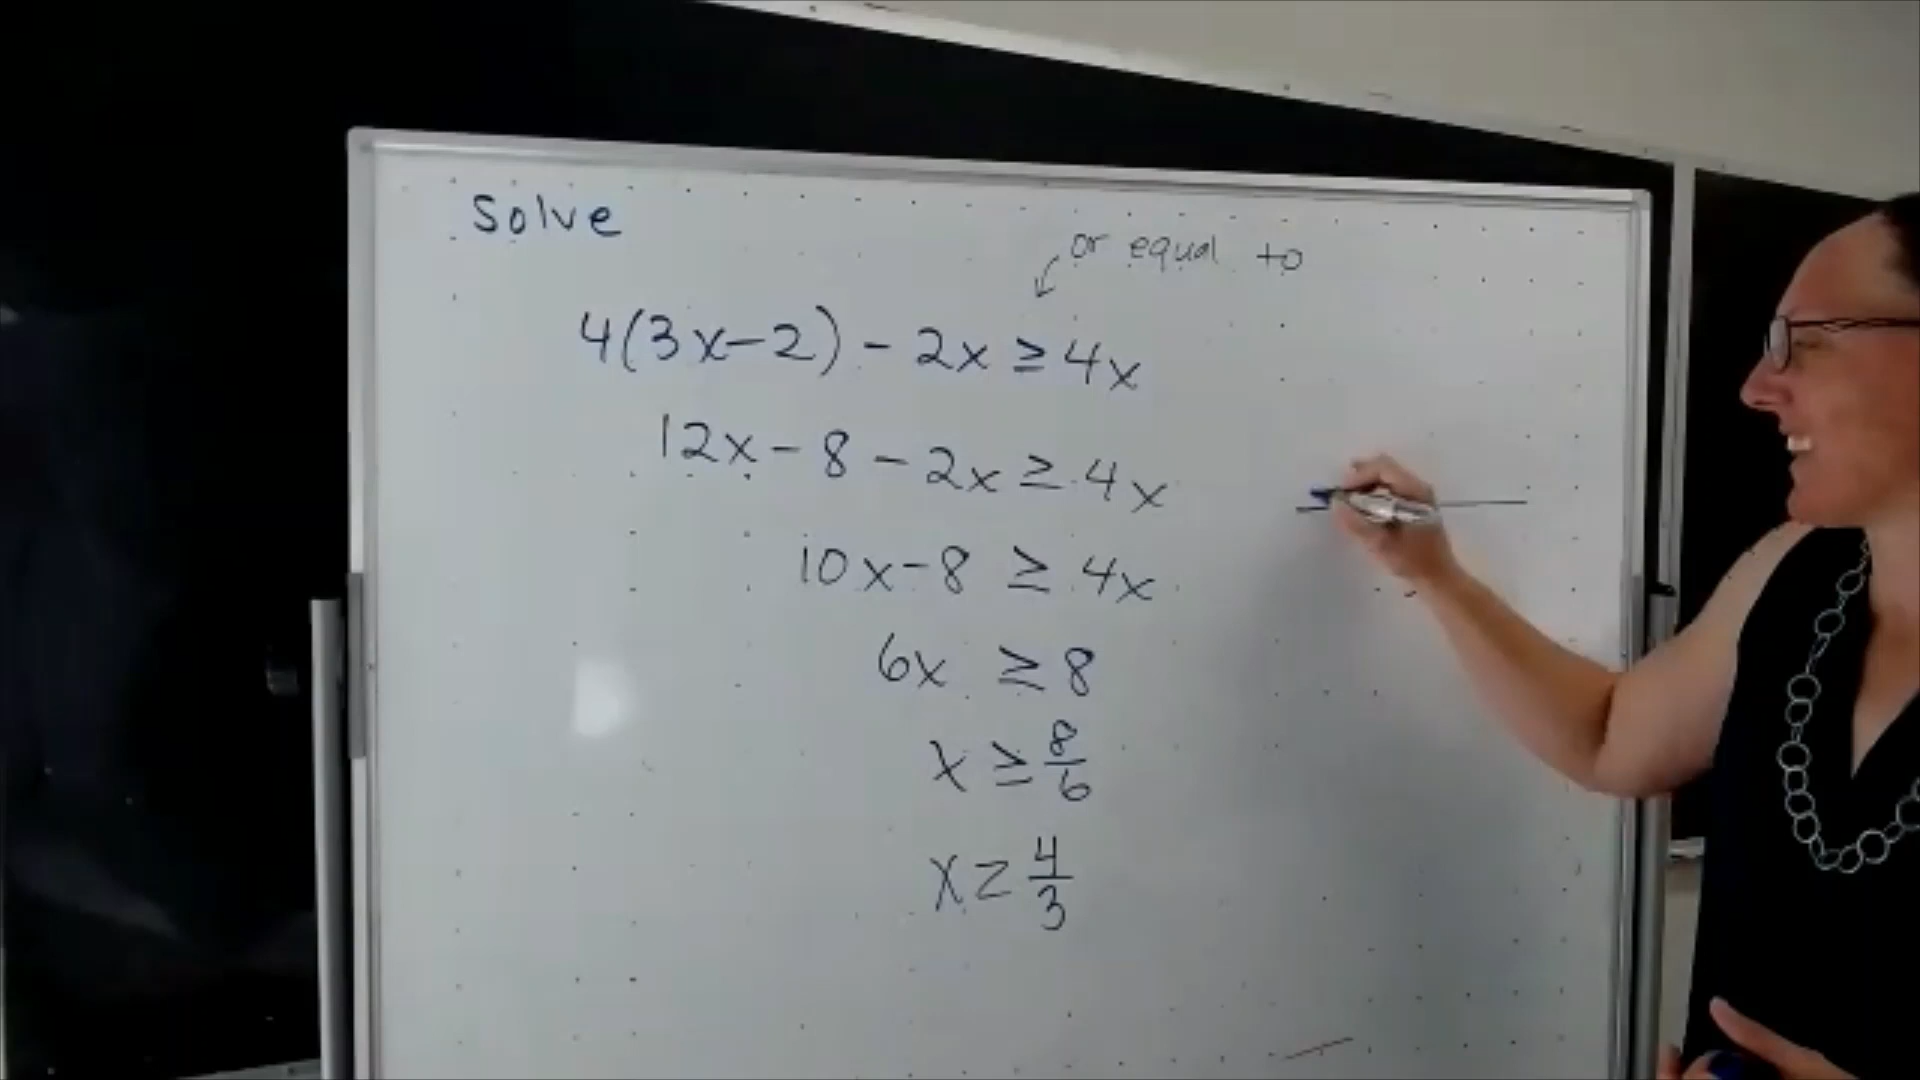 Solve
or equal to
4(3x-2) - 2x ≥ 4x
12x - 8 - 2x ≥ 4x
10x - 8 ≥ 4x
6x ≥ 8
x ≥ 8/6
x ≥ 4/3